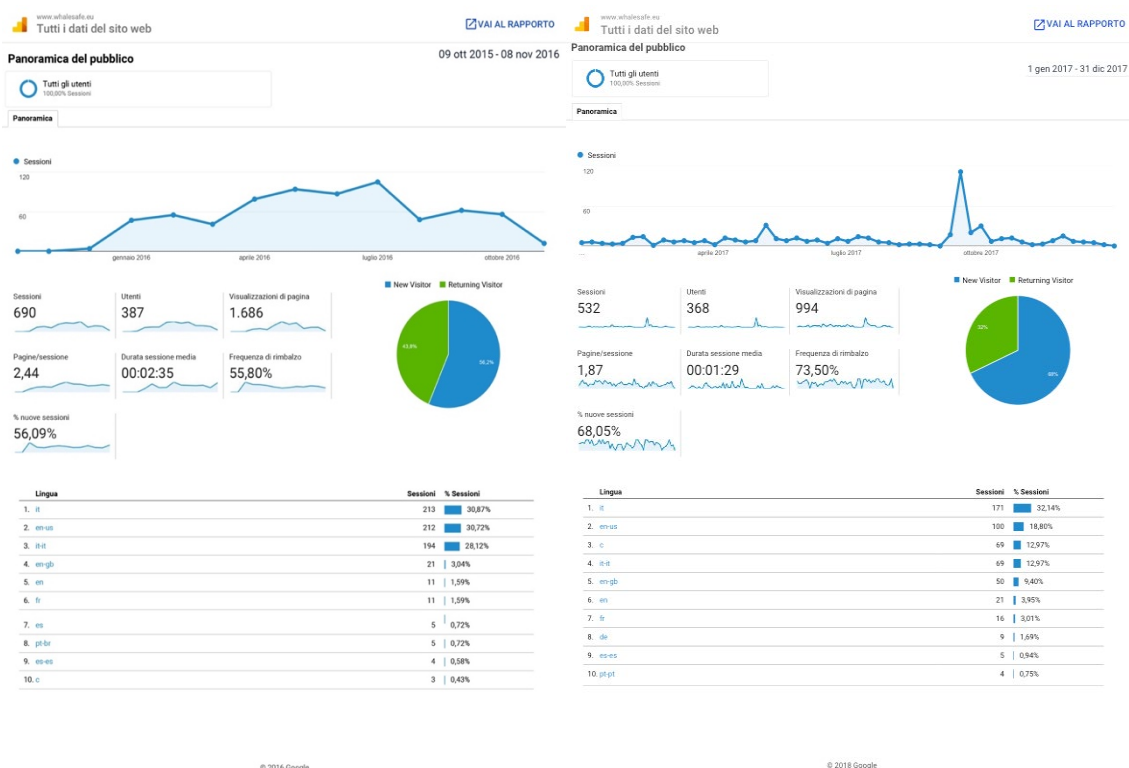 www.whalesafe.eu
Tutti i dati del sito web
VAI AL RAPPORTO
Panoramica del pubblico
09 ott 2015 - 08 nov 2016
Tutti gli utenti
100,00% Sessioni
Panoramica
Sessioni
120
60
gennaio 2016 aprile 2016 luglio 2016 ottobre 2016
New Visitor Returning Visitor
Sessioni Utenti Visualizzazioni di pagina
690 387 1.686
Pagine/sessione Durata sessione media Frequenza di rimbalzo
2,44 00:02:35 55,80%
% nuove sessioni
56,09%
43,8%
56,2%
Lingua Sessioni % Sessioni
1. it 213 30,87%
2. en-us 212 30,72%
3. it-it 194 28,12%
4. en-gb 21 3,04%
5. en 11 1,59%
6. fr 11 1,59%
7. es 5 0,72%
8. pt-br 5 0,72%
9. es-es 4 0,58%
10. c 3 0,43%
© 2016 Google
www.whalesafe.eu
Tutti i dati del sito web
VAI AL RAPPORTO
Panoramica del pubblico
1 gen 2017 - 31 dic 2017
Tutti gli utenti
100,00% Sessioni
Panoramica
Sessioni
120
60
... aprile 2017 luglio 2017 ottobre 2017
New Visitor Returning Visitor
Sessioni Utenti Visualizzazioni di pagina
532 368 994
Pagine/sessione Durata sessione media Frequenza di rimbalzo
1,87 00:01:29 73,50%
% nuove sessioni
68,05%
32%
68%
Lingua Sessioni % Sessioni
1. it 171 32,14%
2. en-us 100 18,80%
3. c 69 12,97%
4. it-it 69 12,97%
5. en-gb 50 9,40%
6. en 21 3,95%
7. fr 16 3,01%
8. de 9 1,69%
9. es-es 5 0,94%
10. pt-pt 4 0,75%
© 2018 Google